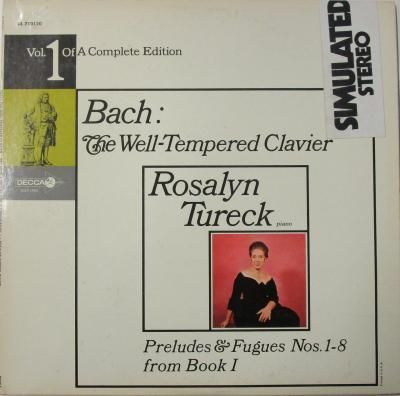 Vol. 1 Of A Complete Edition
SIMULATED
STEREO
Bach:
The Well-Tempered Clavier
DECCA
Rosalyn
Tureck
piano
Preludes & Fugues Nos. 1-8
from Book I